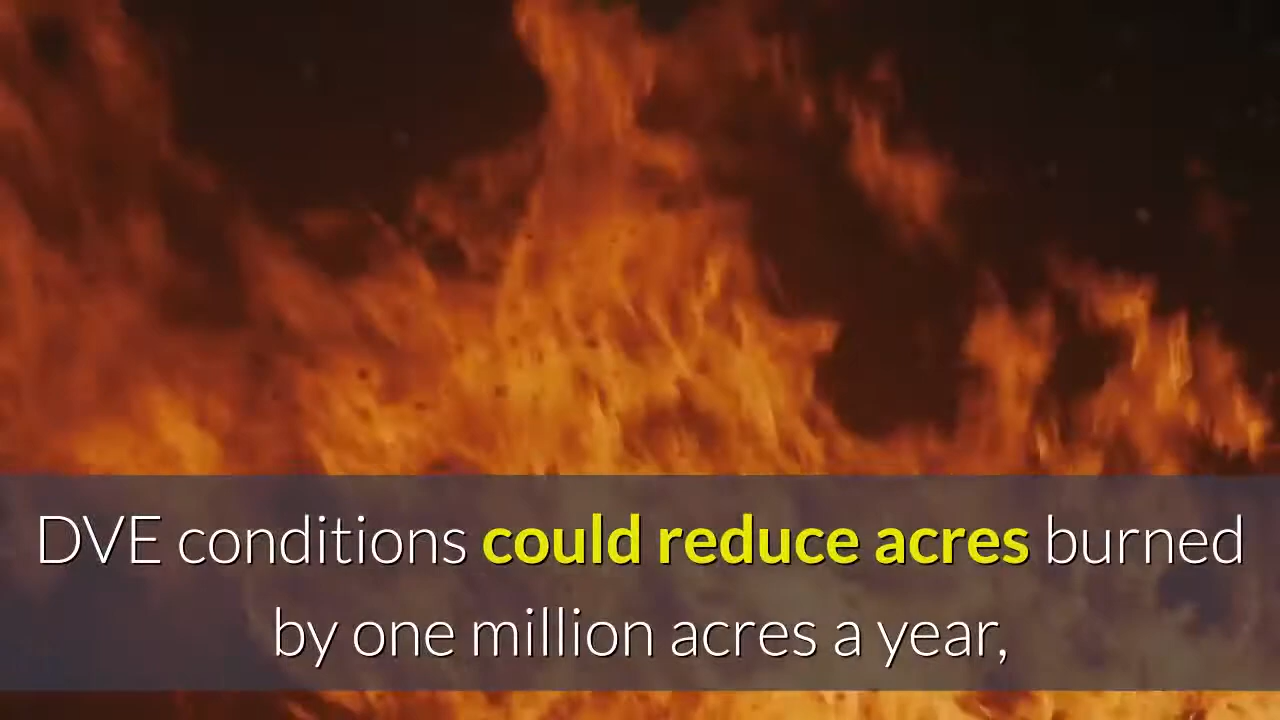 DVE conditions could reduce acres burned
by one million acres a year,